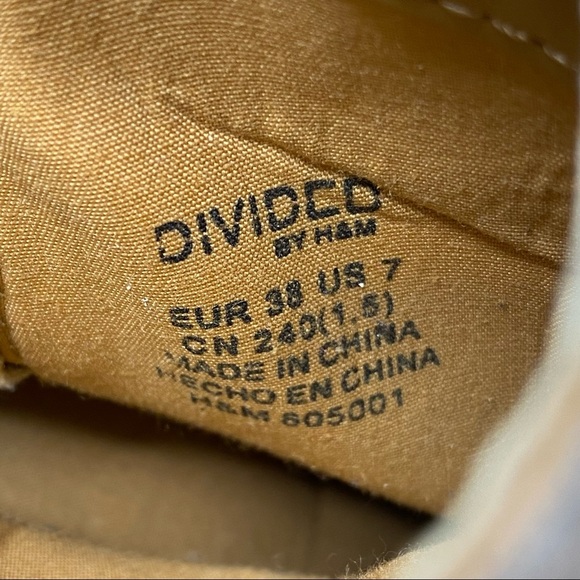 DIVIDED
BY H&M
EUR 38 US 7
CN 240(1.5)
MADE IN CHINA
HECHO EN CHINA
H&M 605001